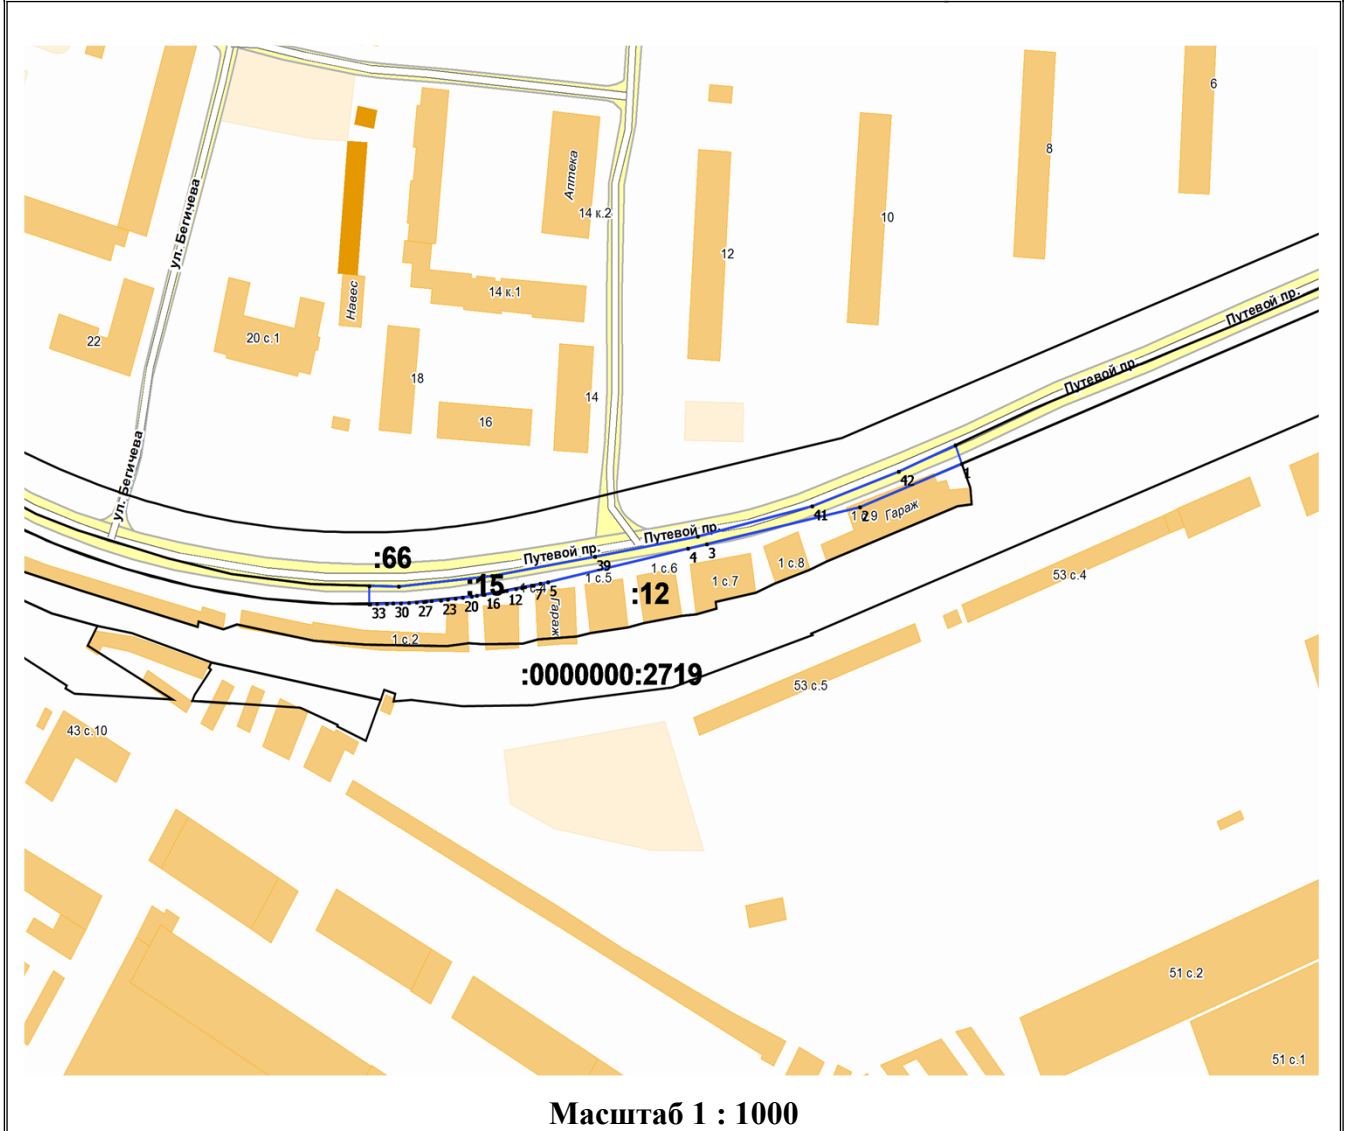 6
8
Аптека
14 к.2
10
12
ул. Бегичева
Навес
14 к.1
20 с.1
22
18
14
16
Путевой пр.
Путевой пр.
ул. Бегичева
1
42
41
2
1 с.9
Гараж
Путевой пр.
Путевой пр.
3
4
39
:66
:15
:12
1 с.8
1 с.7
1 с.6
1 с.5
5
7
12
16
20
23
27
30
33
Гараж
1 с.2
53 с.4
:0000000:2719
53 с.5
43 с.10
51 с.2
51 с.1
Масштаб 1 : 1000